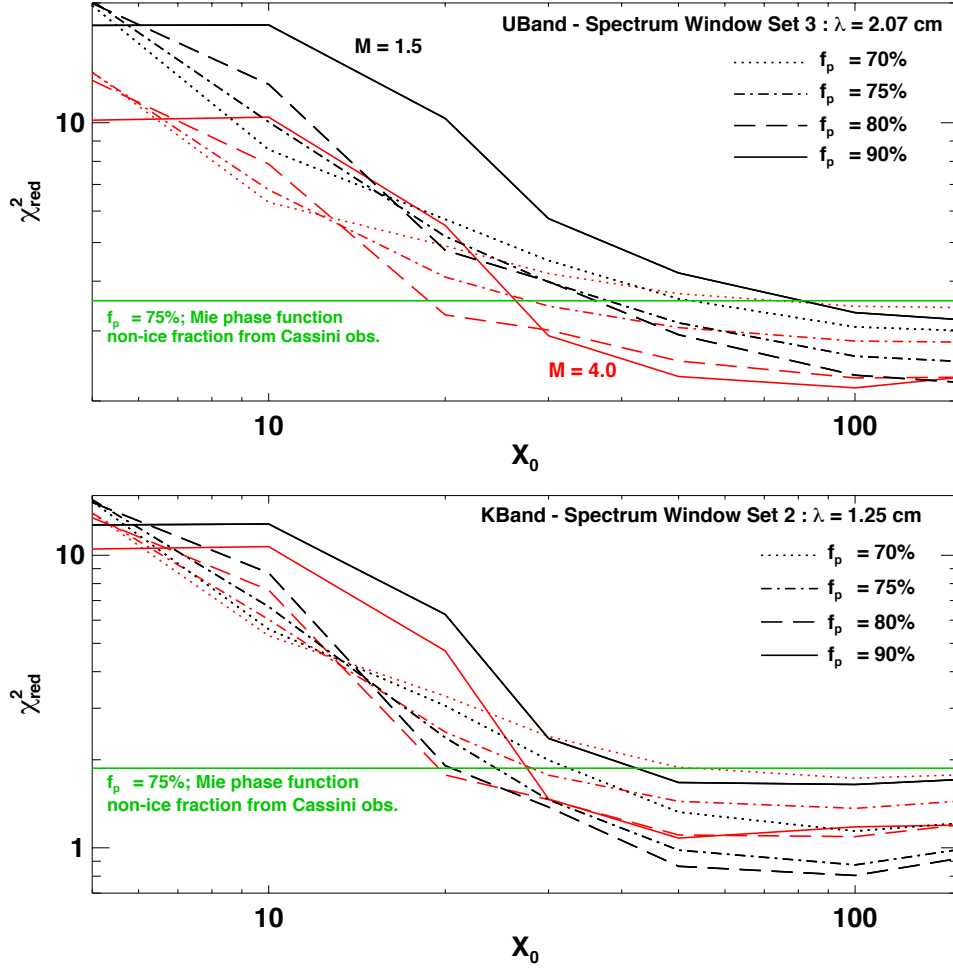 UBand - Spectrum Window Set 3 : λ = 2.07 cm
M = 1.5
f_p = 70%
f_p = 75%
f_p = 80%
f_p = 90%
10
χ²_red
f_p = 75%; Mie phase function
non-ice fraction from Cassini obs.
M = 4.0
10
100
X_0
KBand - Spectrum Window Set 2 : λ = 1.25 cm
f_p = 70%
f_p = 75%
f_p = 80%
f_p = 90%
10
χ²_red
f_p = 75%; Mie phase function
non-ice fraction from Cassini obs.
1
10
100
X_0